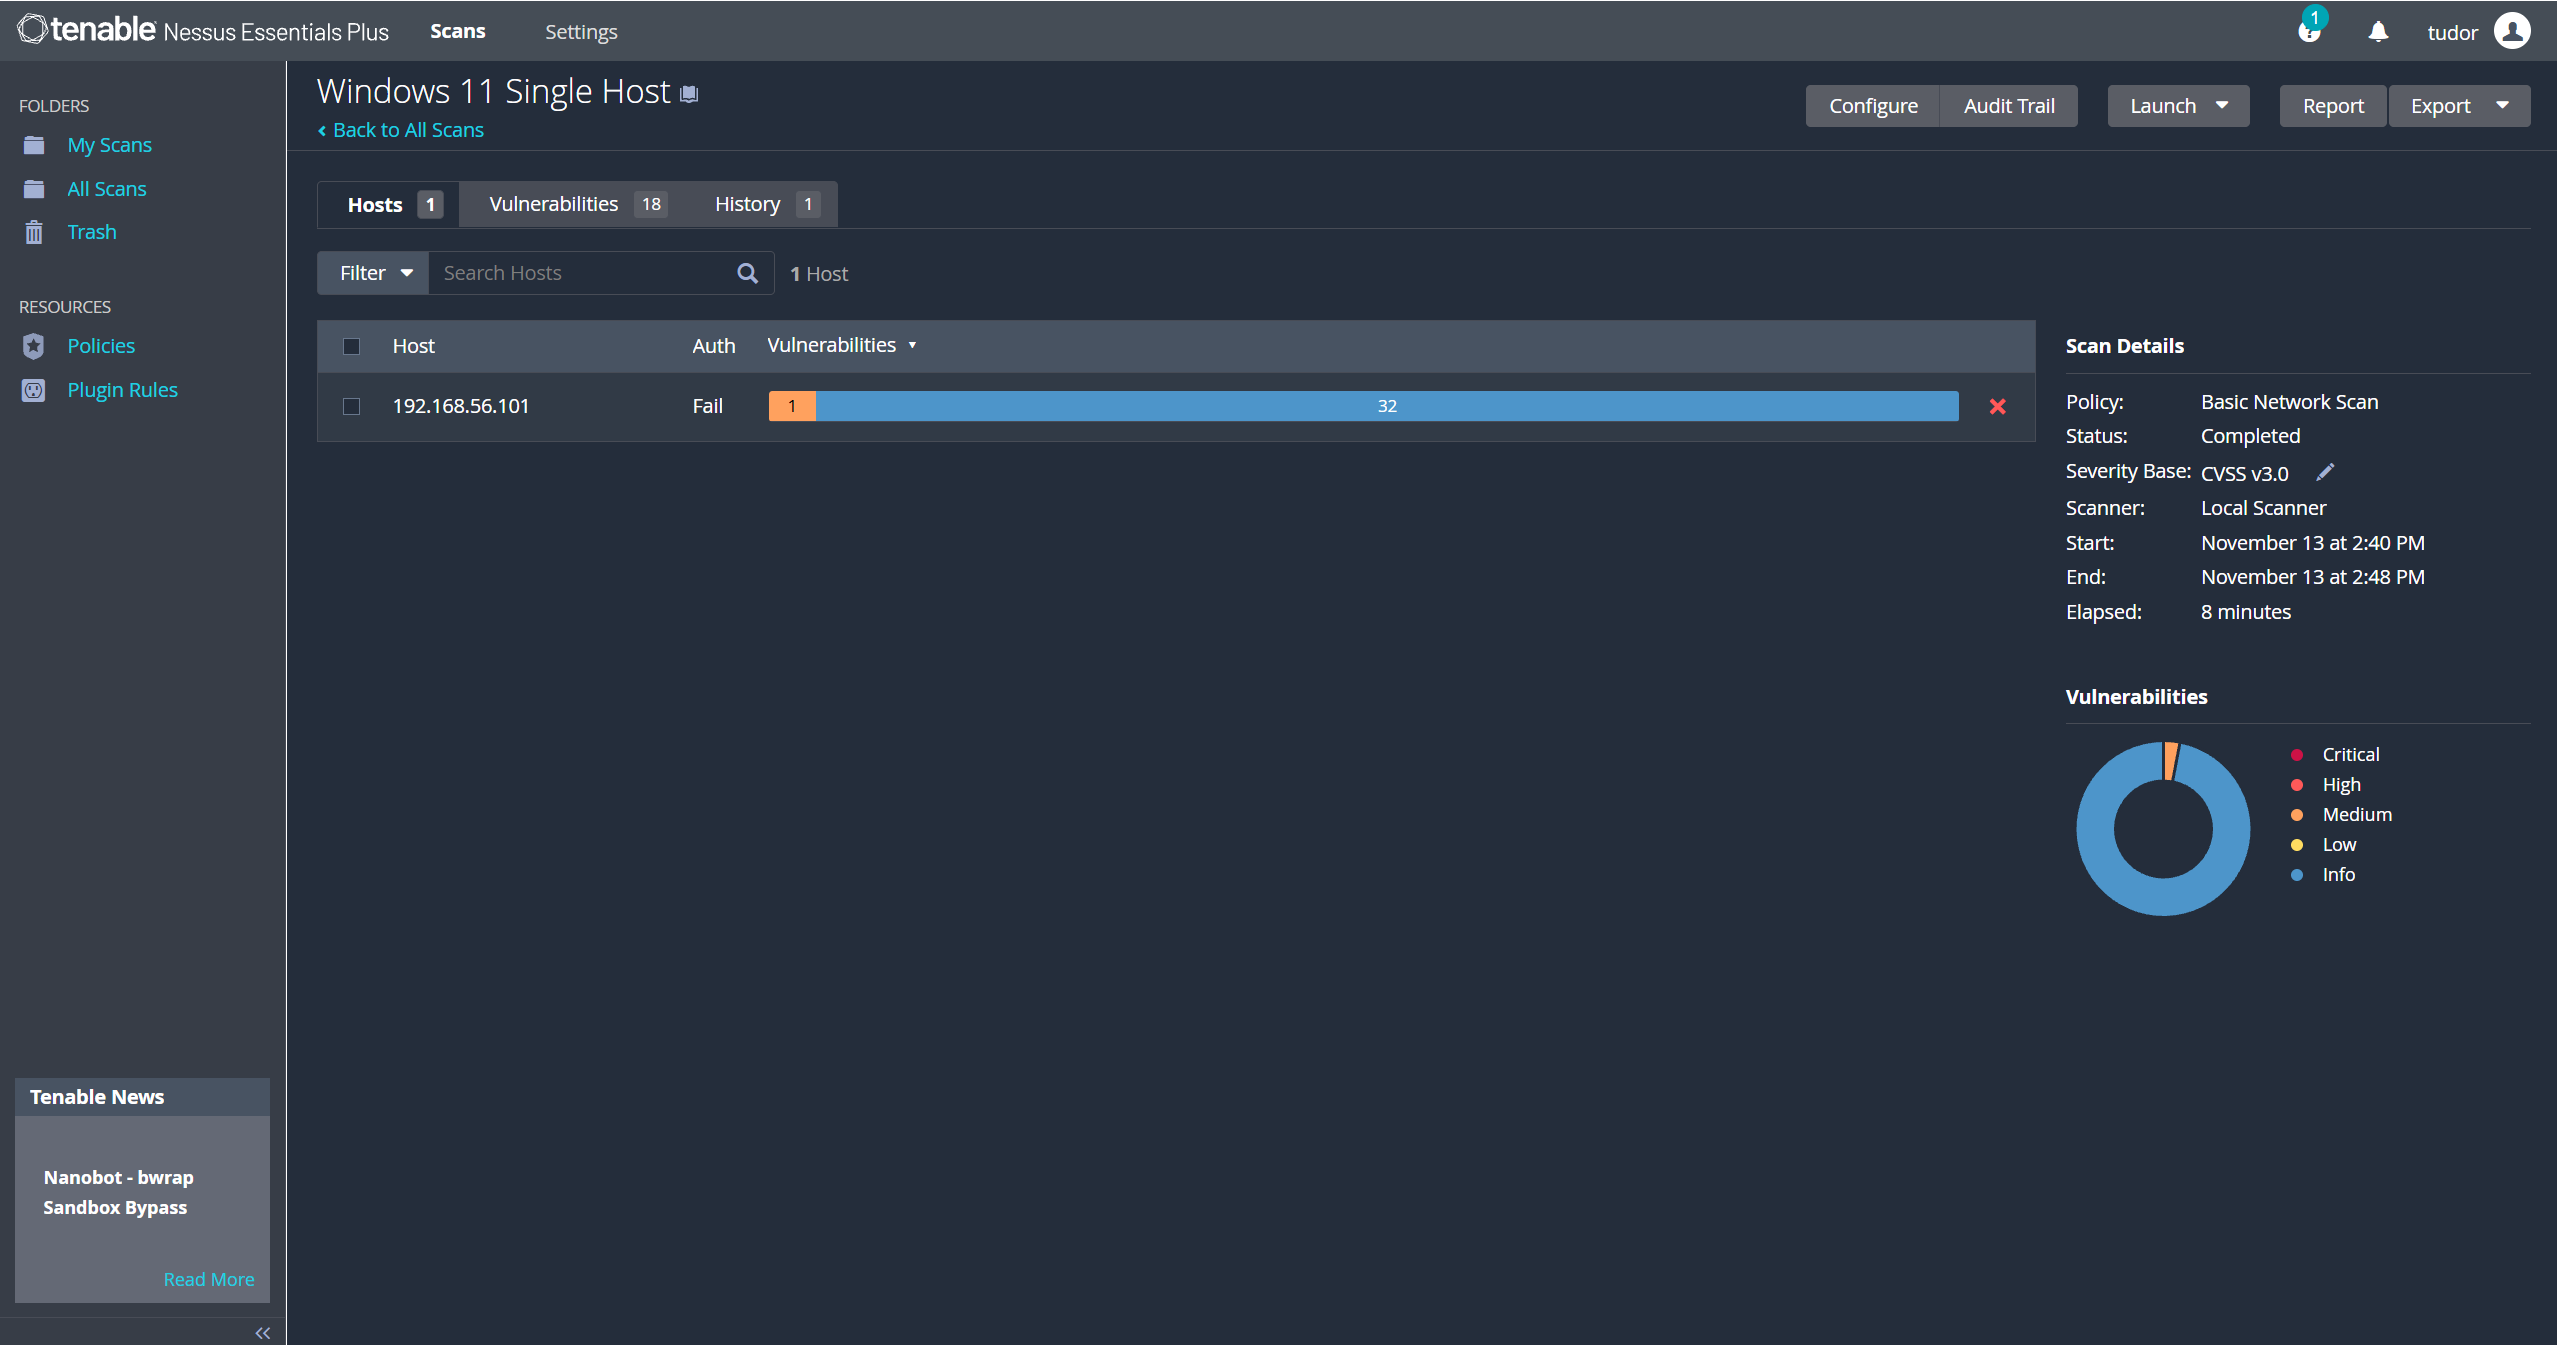 tenable Nessus Essentials Plus Scans Settings 1 ? tudor
FOLDERS
My Scans
All Scans
Trash
RESOURCES
Policies
Plugin Rules
Tenable News
Nanobot - bwrap
Sandbox Bypass
Read More
Windows 11 Single Host
Back to All Scans
Configure Audit Trail Launch Report Export
Hosts 1 Vulnerabilities 18 History 1
Filter Search Hosts 1 Host
Host Auth Vulnerabilities
192.168.56.101 Fail 1 32
Scan Details
Policy: Basic Network Scan
Status: Completed
Severity Base: CVSS v3.0
Scanner: Local Scanner
Start: November 13 at 2:40 PM
End: November 13 at 2:48 PM
Elapsed: 8 minutes
Vulnerabilities
Critical
High
Medium
Low
Info